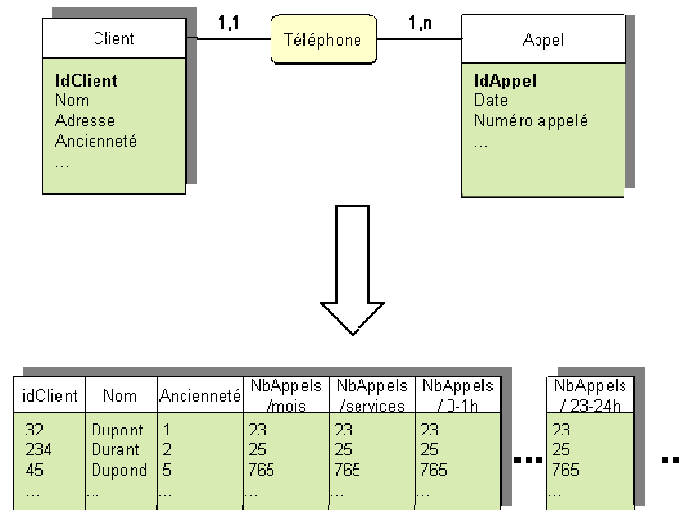 Client
1,1
Téléphone
1,n
Appel
IdClient
Nom
Adresse
Ancienneté
...
IdAppel
Date
Numéro appelé
...
idClient Nom Ancienneté NbAppels /mois NbAppels /services NbAppels / 0-1h NbAppels / 23-24h
32 Dupont 1 23 23 23 23
234 Durant 2 25 25 25 25
45 Dupond 5 765 765 765 ... 765 ...
... ... ... ... ... ... ...